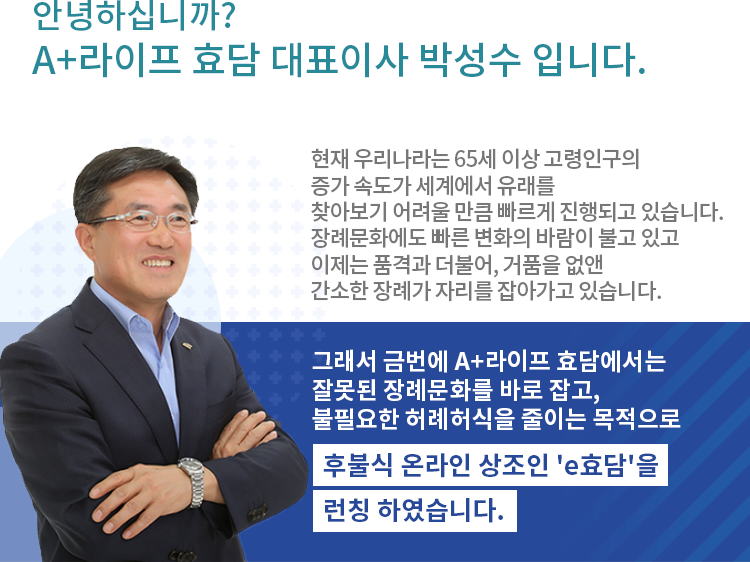 안녕하십니까?
A+라이프 효담 대표이사 박성수 입니다.
현재 우리나라는 65세 이상 고령인구의
증가 속도가 세계에서 유래를
찾아보기 어려울 만큼 빠르게 진행되고 있습니다.
장례문화에도 빠른 변화의 바람이 불고 있고
이제는 품격과 더불어, 거품을 없앤
간소한 장례가 자리를 잡아가고 있습니다.
그래서 금번에 A+라이프 효담에서는
잘못된 장례문화를 바로 잡고,
불필요한 허례허식을 줄이는 목적으로
후불식 온라인 상조인 'e효담'을
런칭 하였습니다.